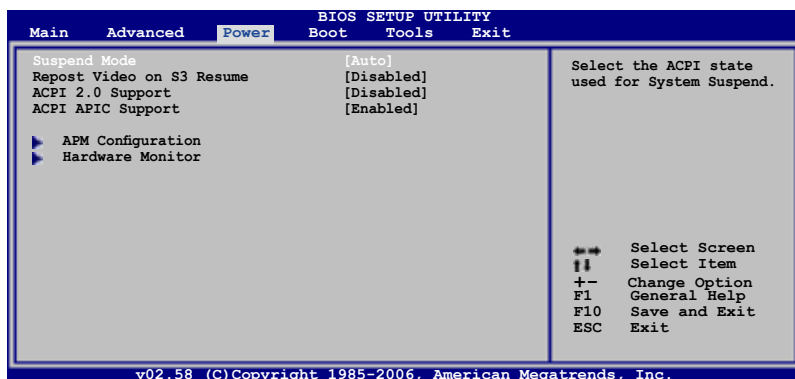 BIOS SETUP UTILITY
Main Advanced Power Boot Tools Exit
Suspend Mode [Auto]
Repost Video on S3 Resume [Disabled]
ACPI 2.0 Support [Disabled]
ACPI APIC Support [Enabled]
APM Configuration
Hardware Monitor
Select the ACPI state
used for System Suspend.
Select Screen
Select Item
+- Change Option
F1 General Help
F10 Save and Exit
ESC Exit
v02.58 (C)Copyright 1985-2006, American Megatrends, Inc.